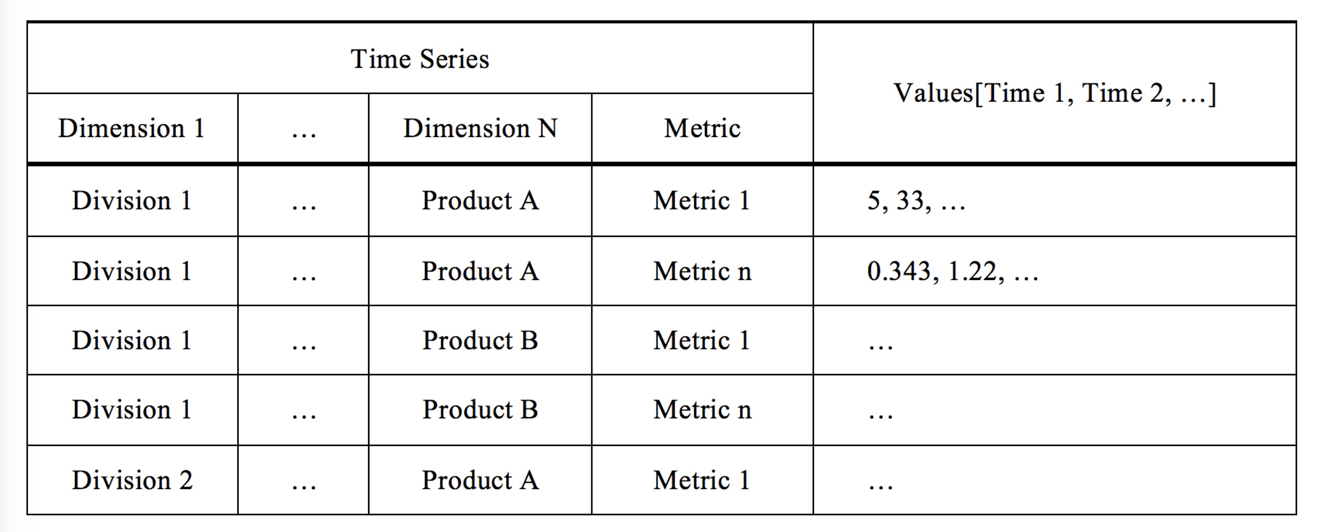 Time Series
Values[Time 1, Time 2, …]
Dimension 1 … Dimension N Metric
Division 1 … Product A Metric 1 5, 33, …
Division 1 … Product A Metric n 0.343, 1.22, …
Division 1 … Product B Metric 1 …
Division 1 … Product B Metric n …
Division 2 … Product A Metric 1 …